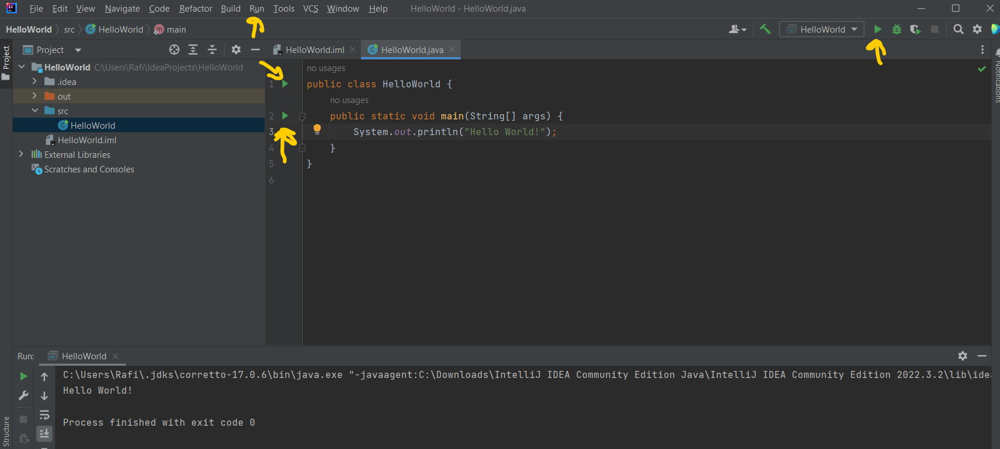 File Edit View Navigate Code Refactor Build Run Tools VCS Window Help HelloWorld - HelloWorld.java
HelloWorld src HelloWorld main HelloWorld
Project HelloWorld.iml HelloWorld.java
Project
HelloWorld C:\Users\Rafi\IdeaProjects\HelloWorld
.idea
out
src
HelloWorld
HelloWorld.iml
External Libraries
Scratches and Consoles
no usages
1 public class HelloWorld {
no usages
2 public static void main(String[] args) {
3 System.out.println("Hello World!");
4 }
5 }
6
Notifications
Run: HelloWorld
C:\Users\Rafi\.jdks\corretto-17.0.6\bin\java.exe "-javaagent:C:\Downloads\IntelliJ IDEA Community Edition Java\IntelliJ IDEA Community Edition 2022.3.2\lib\idea
Hello World!
Process finished with exit code 0
Structure